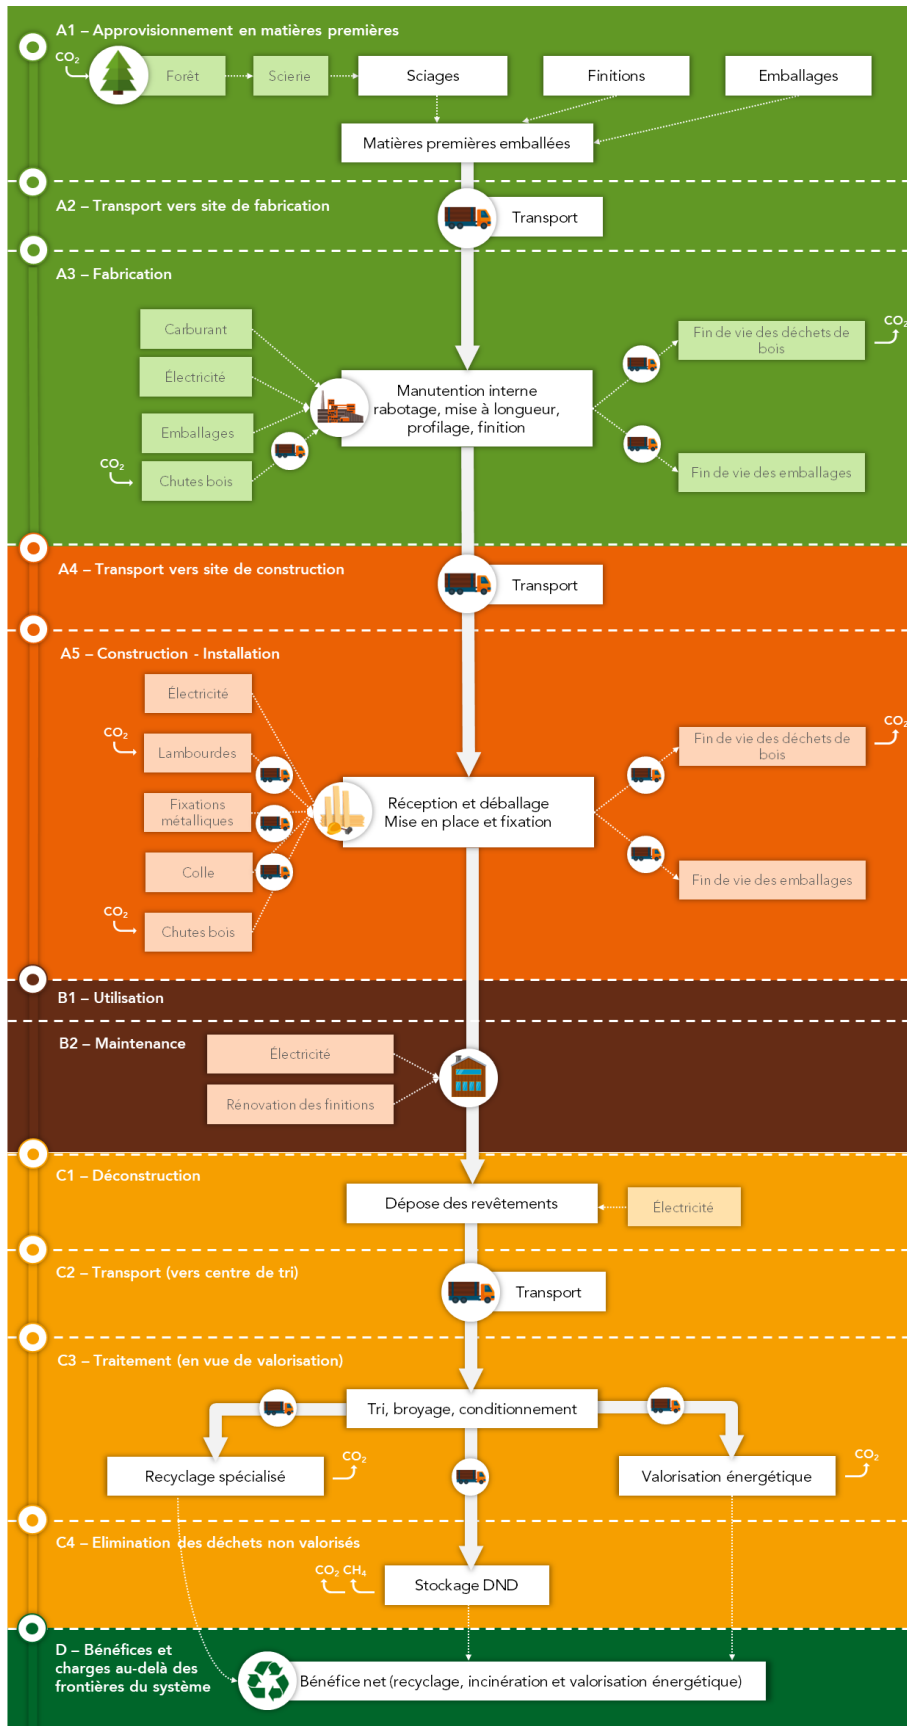 A1 – Approvisionnement en matières premières
CO2
Forêt
Scierie
Sciages
Finitions
Emballages
Matières premières emballées
A2 – Transport vers site de fabrication
Transport
A3 – Fabrication
Carburant
Électricité
Emballages
CO2
Chutes bois
Manutention interne
rabotage, mise à longueur,
profilage, finition
Fin de vie des déchets de
bois
CO2
Fin de vie des emballages
A4 – Transport vers site de construction
Transport
A5 – Construction - Installation
Électricité
CO2
Lambourdes
Fixations
métalliques
Colle
CO2
Chutes bois
Réception et déballage
Mise en place et fixation
Fin de vie des déchets de
bois
CO2
Fin de vie des emballages
B1 – Utilisation
B2 – Maintenance
Électricité
Rénovation des finitions
C1 – Déconstruction
Dépose des revêtements
Électricité
C2 – Transport (vers centre de tri)
Transport
C3 – Traitement (en vue de valorisation)
Tri, broyage, conditionnement
Recyclage spécialisé
CO2
Valorisation énergétique
CO2
C4 – Elimination des déchets non valorisés
CO2 CH4
Stockage DND
D – Bénéfices et
charges au-delà des
frontières du système
Bénéfice net (recyclage, incinération et valorisation énergétique)